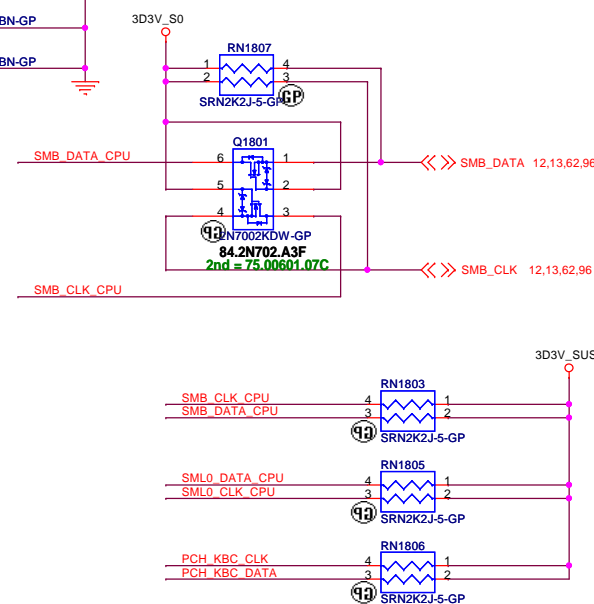 BN-GP
3D3V_S0
RN1807
BN-GP
1
4
2
3
SRN2K2J-5-GP
GP
Q1801
SMB_DATA_CPU
6
1
SMB_DATA 12,13,62,96
5
2
4
3
GP
2N7002KDW-GP
84.2N702.A3F
2nd = 75.00601.07C
SMB_CLK 12,13,62,96
SMB_CLK_CPU
3D3V_SUS
RN1803
SMB_CLK_CPU
4
1
SMB_DATA_CPU
3
2
GP
SRN2K2J-5-GP
RN1805
SML0_DATA_CPU
4
1
SML0_CLK_CPU
3
2
GP
SRN2K2J-5-GP
RN1806
PCH_KBC_CLK
4
1
PCH_KBC_DATA
3
2
GP
SRN2K2J-5-GP